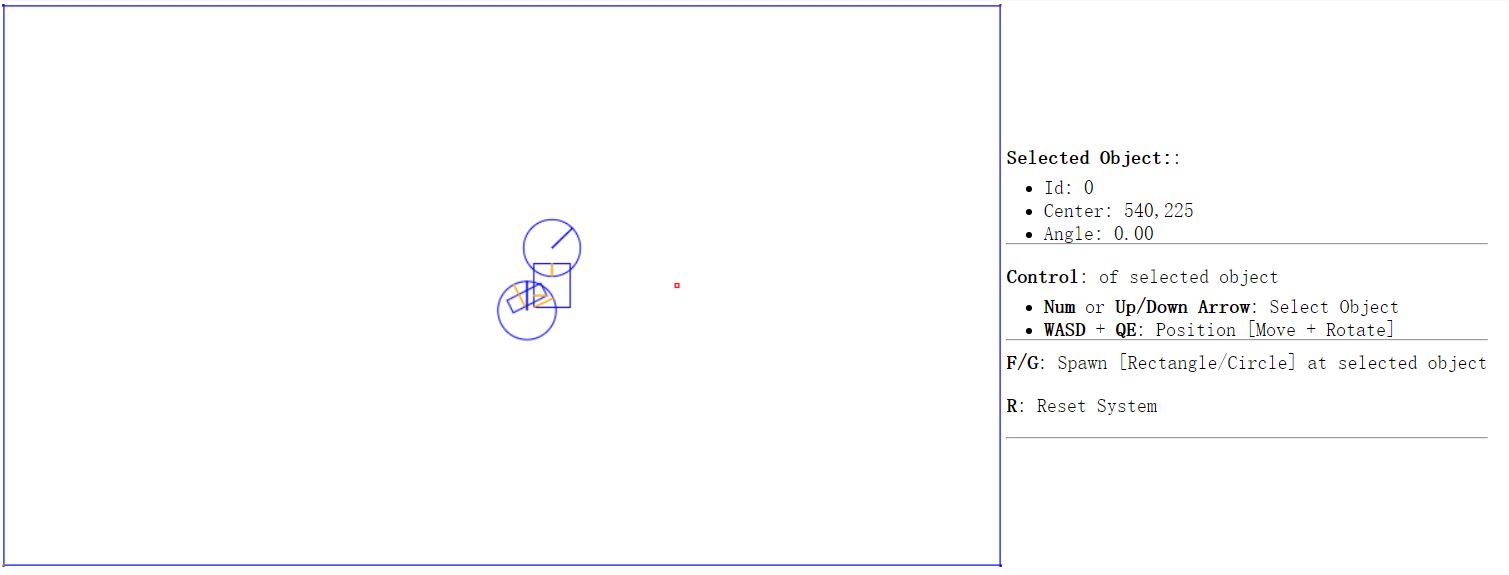 Selected Object::
Id: 0
Center: 540,225
Angle: 0.00
Control: of selected object
Num or Up/Down Arrow: Select Object
WASD + QE: Position [Move + Rotate]
F/G: Spawn [Rectangle/Circle] at selected object
R: Reset System